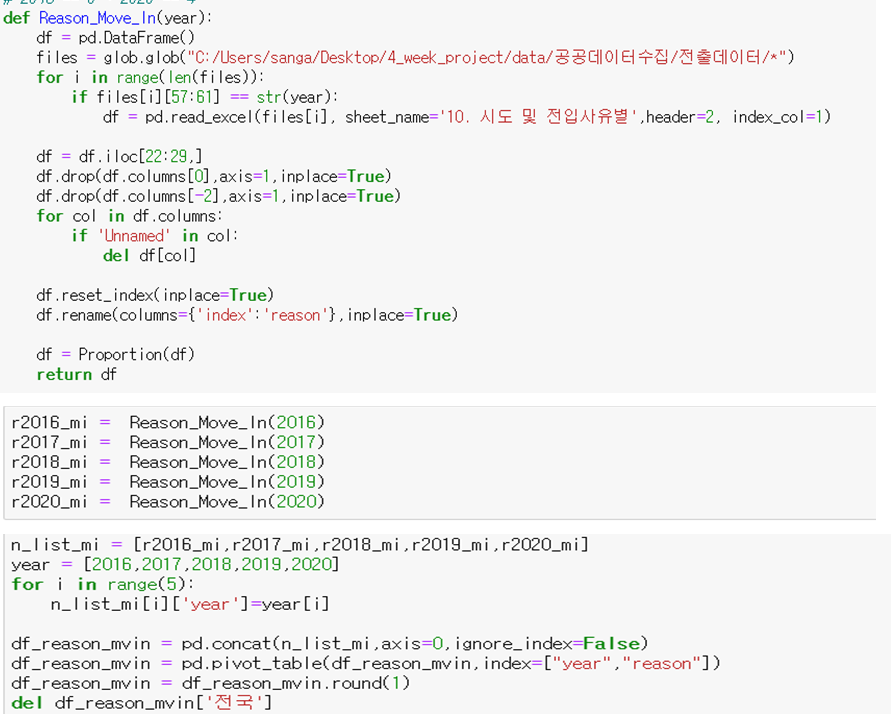 def Reason_Move_In(year):
    df = pd.DataFrame()
    files = glob.glob("C:/Users/sanga/Desktop/4_week_project/data/공공데이터수집/전출데이터/*")
    for i in range(len(files)):
        if files[i][57:61] == str(year):
            df = pd.read_excel(files[i], sheet_name='10. 시도 및 전입사유별',header=2, index_col=1)
    df = df.iloc[22:29,]
    df.drop(df.columns[0],axis=1,inplace=True)
    df.drop(df.columns[-2],axis=1,inplace=True)
    for col in df.columns:
        if 'Unnamed' in col:
            del df[col]
    df.reset_index(inplace=True)
    df.rename(columns={'index':'reason'},inplace=True)
    df = Proportion(df)
    return df
r2016_mi =  Reason_Move_In(2016)
r2017_mi =  Reason_Move_In(2017)
r2018_mi =  Reason_Move_In(2018)
r2019_mi =  Reason_Move_In(2019)
r2020_mi =  Reason_Move_In(2020)
n_list_mi = [r2016_mi,r2017_mi,r2018_mi,r2019_mi,r2020_mi]
year = [2016,2017,2018,2019,2020]
for i in range(5):
    n_list_mi[i]['year']=year[i]
df_reason_mvin = pd.concat(n_list_mi,axis=0,ignore_index=False)
df_reason_mvin = pd.pivot_table(df_reason_mvin,index=["year","reason"])
df_reason_mvin = df_reason_mvin.round(1)
del df_reason_mvin['전국']